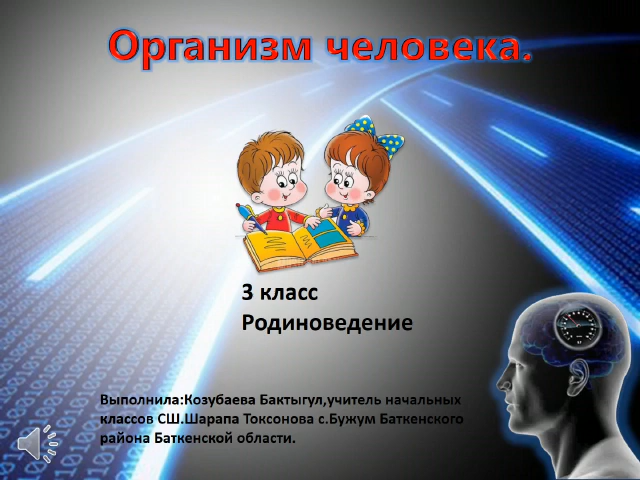 Организм человека.
3 класс
Родиноведение
Выполнила:Козубаева Бактыгул,учитель начальных
классов СШ.Шарапа Токсонова с.Бужум Баткенского
района Баткенской области.